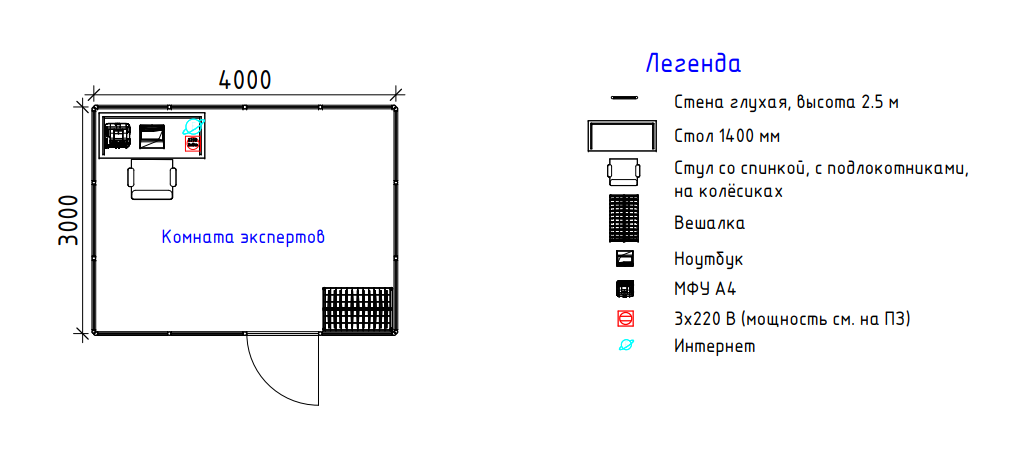 Легенда
4000
Стена глухая, высота 2.5 м
Стол 1400 мм
Стул со спинкой, с подлокотниками,
на колёсиках
3000
Вешалка
Комната экспертов
Ноутбук
МФУ А4
3х220 В (мощность см. на ПЗ)
Интернет